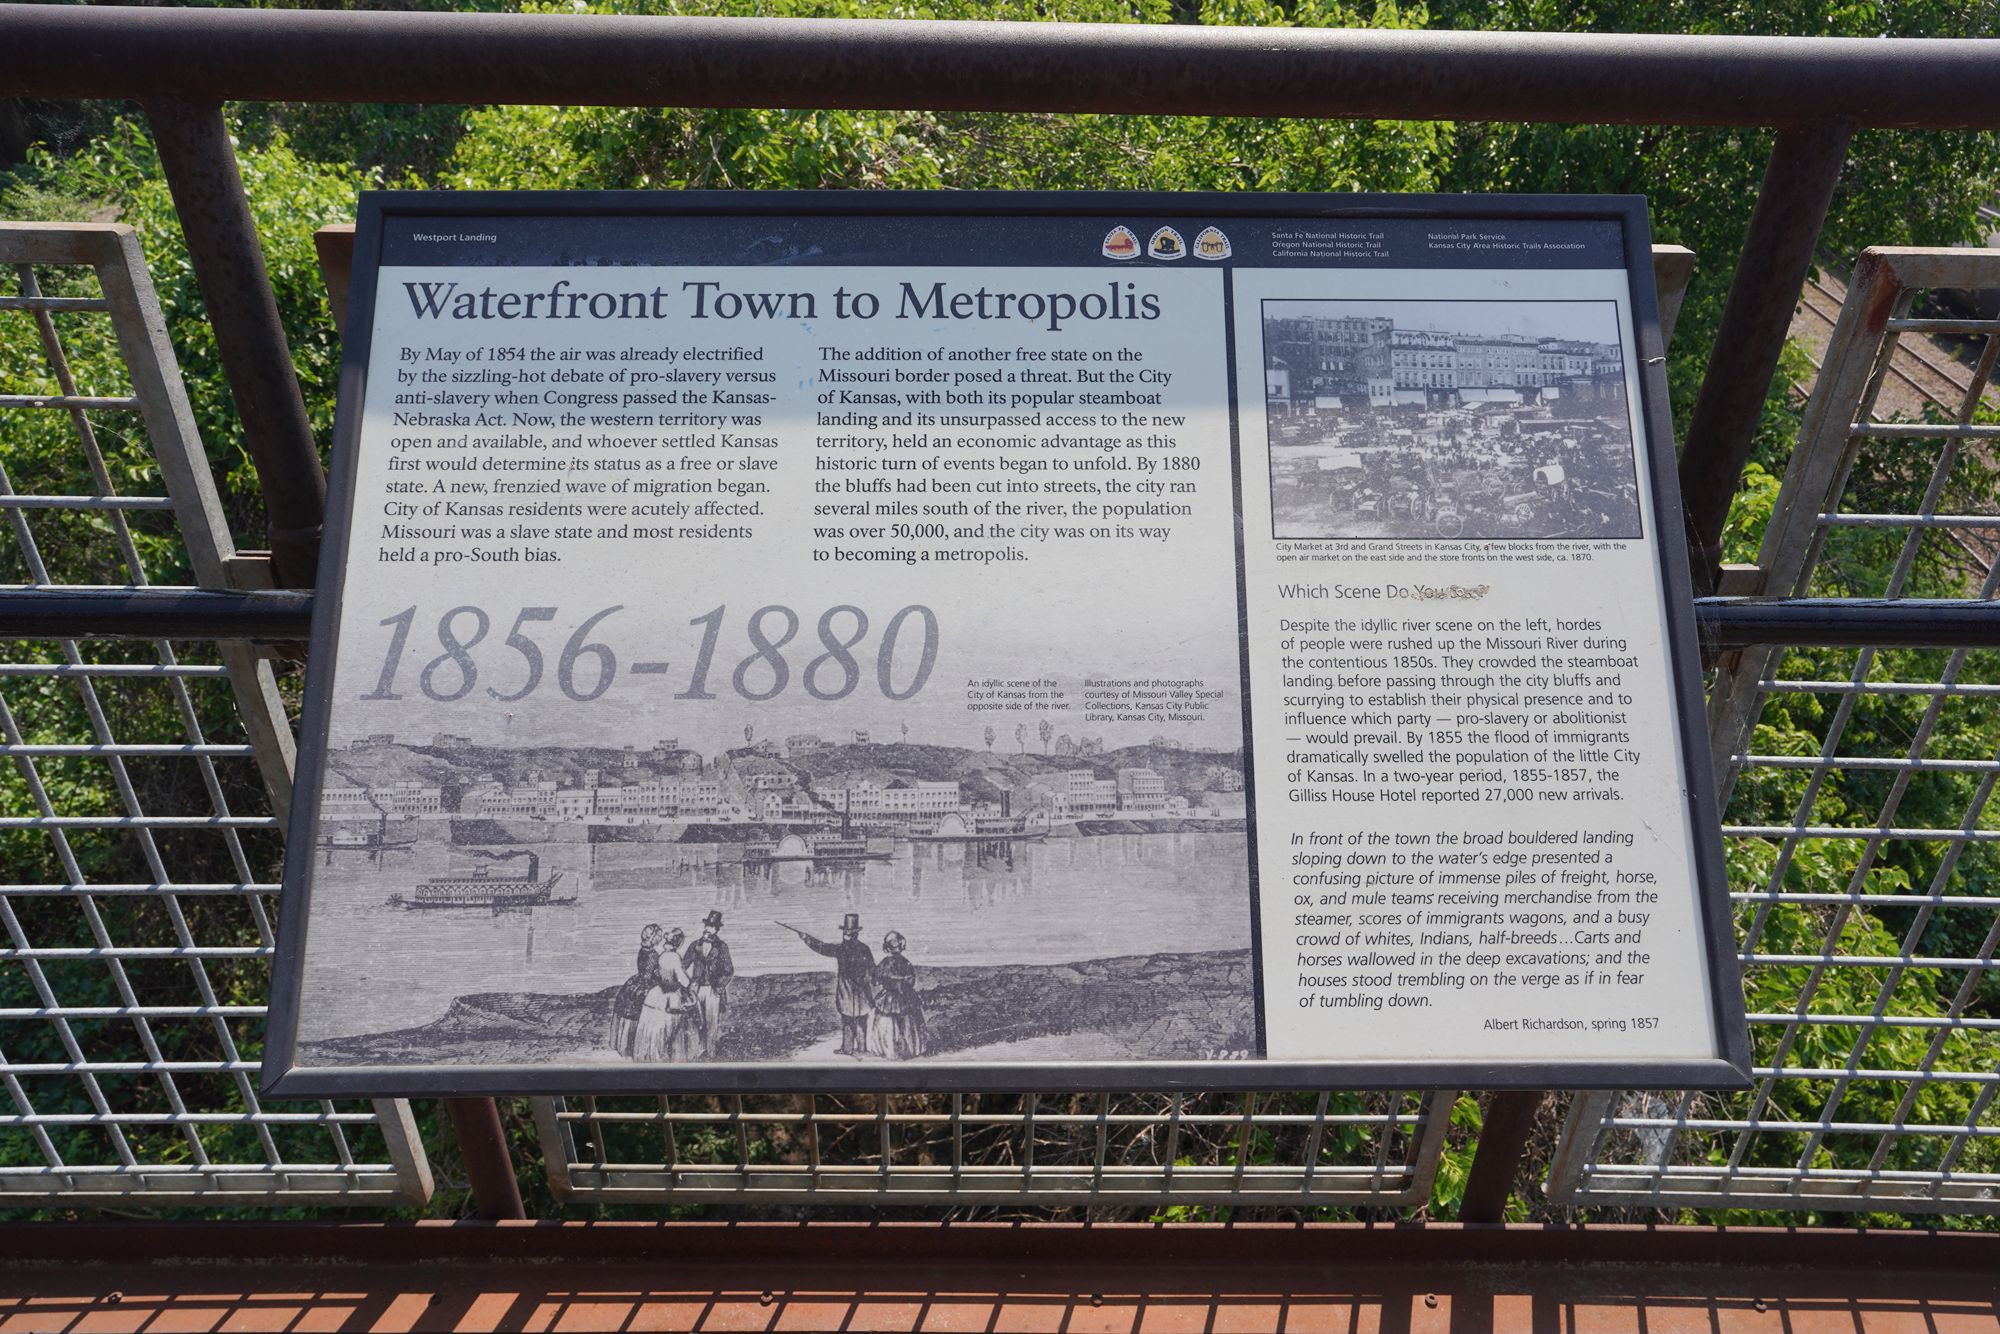 Westport Landing
SANTA FE TRAIL
OREGON TRAIL
CALIFORNIA TRAIL
Santa Fe National Historic Trail
Oregon National Historic Trail
California National Historic Trail
National Park Service
Kansas City Area Historic Trails Association
Waterfront Town to Metropolis
By May of 1854 the air was already electrified
by the sizzling-hot debate of pro-slavery versus
anti-slavery when Congress passed the Kansas-
Nebraska Act. Now, the western territory was
open and available, and whoever settled Kansas
first would determine its status as a free or slave
state. A new, frenzied wave of migration began.
City of Kansas residents were acutely affected.
Missouri was a slave state and most residents
held a pro-South bias.
The addition of another free state on the
Missouri border posed a threat. But the City
of Kansas, with both its popular steamboat
landing and its unsurpassed access to the new
territory, held an economic advantage as this
historic turn of events began to unfold. By 1880
the bluffs had been cut into streets, the city ran
several miles south of the river, the population
was over 50,000, and the city was on its way
to becoming a metropolis.
1856-1880
An idyllic scene of the
City of Kansas from the
opposite side of the river.
Illustrations and photographs
courtesy of Missouri Valley Special
Collections, Kansas City Public
Library, Kansas City, Missouri.
City Market at 3rd and Grand Streets in Kansas City, a few blocks from the river, with the
open air market on the east side and the store fronts on the west side, ca. 1870.
Which Scene Do You See?
Despite the idyllic river scene on the left, hordes
of people were rushed up the Missouri River during
the contentious 1850s. They crowded the steamboat
landing before passing through the city bluffs and
scurrying to establish their physical presence and to
influence which party — pro-slavery or abolitionist
— would prevail. By 1855 the flood of immigrants
dramatically swelled the population of the little City
of Kansas. In a two-year period, 1855-1857, the
Gilliss House Hotel reported 27,000 new arrivals.
In front of the town the broad bouldered landing
sloping down to the water's edge presented a
confusing picture of immense piles of freight, horse,
ox, and mule teams receiving merchandise from the
steamer, scores of immigrants wagons, and a busy
crowd of whites, Indians, half-breeds...Carts and
horses wallowed in the deep excavations; and the
houses stood trembling on the verge as if in fear
of tumbling down.
Albert Richardson, spring 1857